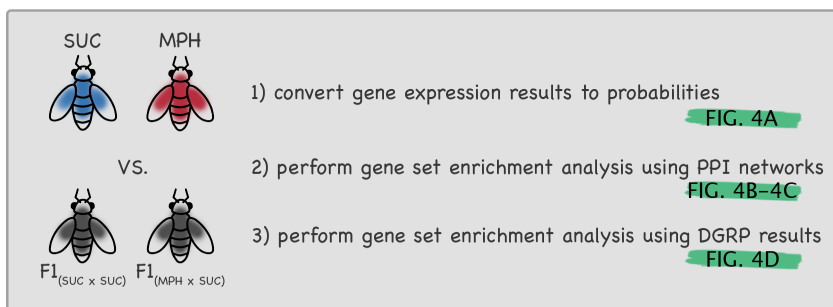 SUC MPH
1) convert gene expression results to probabilities
FIG. 4A
VS.
2) perform gene set enrichment analysis using PPI networks
FIG. 4B-4C
3) perform gene set enrichment analysis using DGRP results
FIG. 4D
F1(SUC x SUC) F1(MPH x SUC)